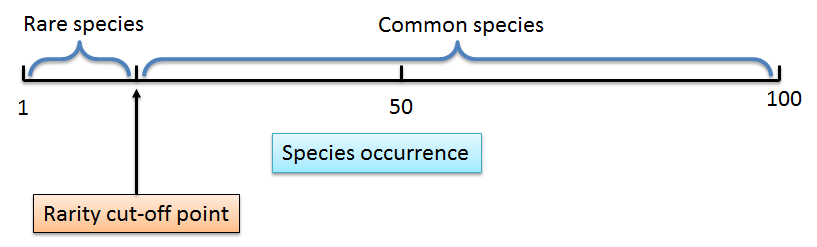 Rare species
Common species
1
50
100
Species occurrence
Rarity cut-off point